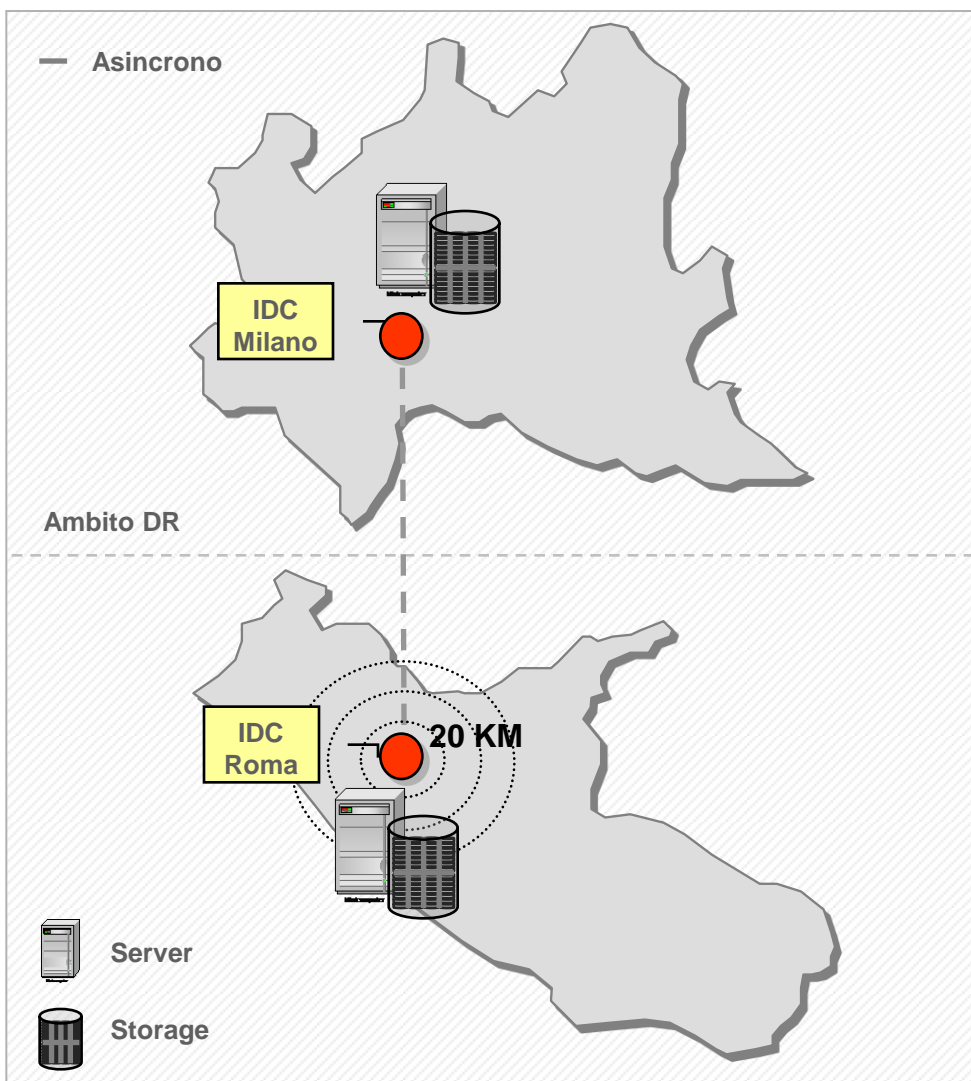 Asincrono
IDC
Milano
Ambito DR
20 KM
IDC
Roma
Server
Storage